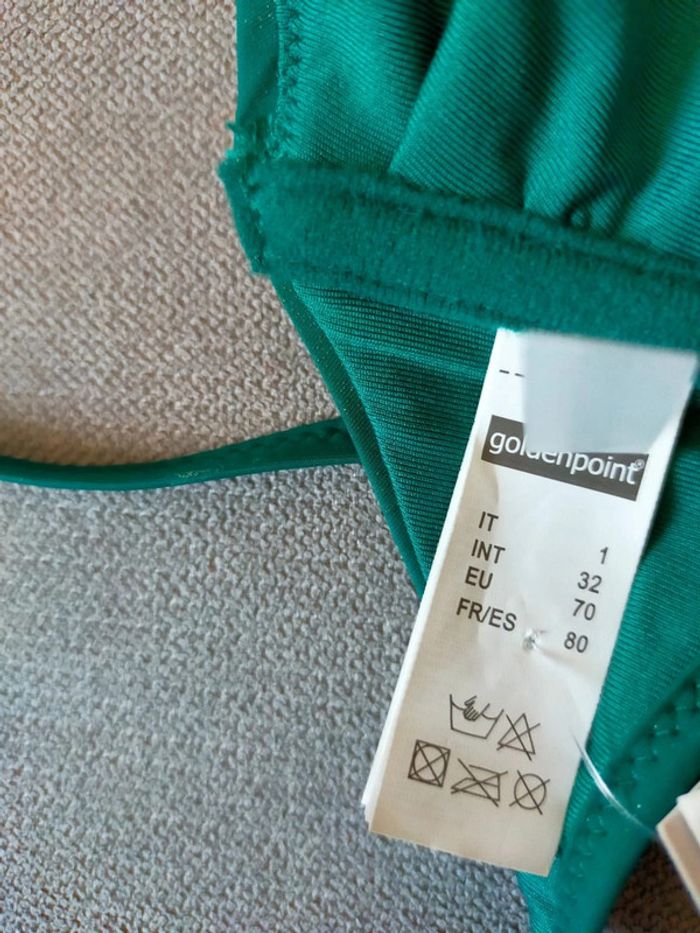 goldenpoint®
IT 1
INT 32
EU 70
FR/ES 80